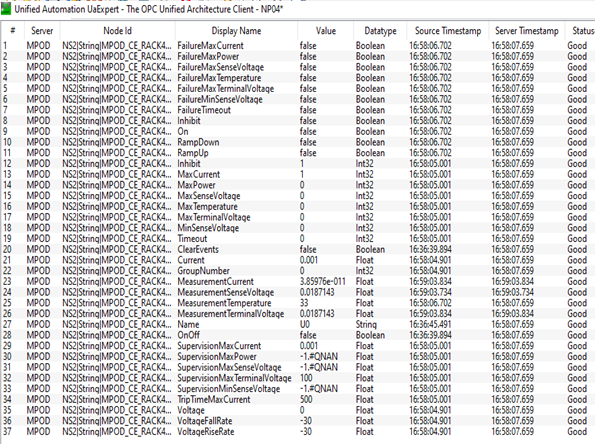 Unified Automation UaExpert - The OPC Unified Architecture Client - NP04*
# Server Node Id Display Name Value Datatype Source Timestamp Server Timestamp Status
1 MPOD NS2|String|MPOD_CE_RACK4... FailureMaxCurrent false Boolean 16:58:06.702 16:58:07.659 Good
2 MPOD NS2|String|MPOD_CE_RACK4... FailureMaxPower false Boolean 16:58:06.702 16:58:07.659 Good
3 MPOD NS2|String|MPOD_CE_RACK4... FailureMaxSenseVoltage false Boolean 16:58:06.702 16:58:07.659 Good
4 MPOD NS2|String|MPOD_CE_RACK4... FailureMaxTemperature false Boolean 16:58:06.702 16:58:07.659 Good
5 MPOD NS2|String|MPOD_CE_RACK4... FailureMaxTerminalVoltage false Boolean 16:58:06.702 16:58:07.659 Good
6 MPOD NS2|String|MPOD_CE_RACK4... FailureMinSenseVoltage false Boolean 16:58:06.702 16:58:07.659 Good
7 MPOD NS2|String|MPOD_CE_RACK4... FailureTimeout false Boolean 16:58:06.702 16:58:07.659 Good
8 MPOD NS2|String|MPOD_CE_RACK4... Inhibit false Boolean 16:58:06.702 16:58:07.659 Good
9 MPOD NS2|String|MPOD_CE_RACK4... On false Boolean 16:58:06.702 16:58:07.659 Good
10 MPOD NS2|String|MPOD_CE_RACK4... RampDown false Boolean 16:58:06.702 16:58:07.659 Good
11 MPOD NS2|String|MPOD_CE_RACK4... RampUp false Boolean 16:58:06.702 16:58:07.659 Good
12 MPOD NS2|String|MPOD_CE_RACK4... Inhibit 1 Int32 16:58:05.001 16:58:07.659 Good
13 MPOD NS2|String|MPOD_CE_RACK4... MaxCurrent 1 Int32 16:58:05.001 16:58:07.659 Good
14 MPOD NS2|String|MPOD_CE_RACK4... MaxPower 0 Int32 16:58:05.001 16:58:07.659 Good
15 MPOD NS2|String|MPOD_CE_RACK4... MaxSenseVoltage 0 Int32 16:58:05.001 16:58:07.659 Good
16 MPOD NS2|String|MPOD_CE_RACK4... MaxTemperature 0 Int32 16:58:05.001 16:58:07.659 Good
17 MPOD NS2|String|MPOD_CE_RACK4... MaxTerminalVoltage 0 Int32 16:58:05.001 16:58:07.659 Good
18 MPOD NS2|String|MPOD_CE_RACK4... MinSenseVoltage 0 Int32 16:58:05.001 16:58:07.659 Good
19 MPOD NS2|String|MPOD_CE_RACK4... Timeout 0 Int32 16:58:05.001 16:58:07.659 Good
20 MPOD NS2|String|MPOD_CE_RACK4... ClearEvents false Boolean 16:36:39.894 16:58:07.659 Good
21 MPOD NS2|String|MPOD_CE_RACK4... Current 0.001 Float 16:58:04.901 16:58:07.659 Good
22 MPOD NS2|String|MPOD_CE_RACK4... GroupNumber 0 Int32 16:58:04.901 16:58:07.659 Good
23 MPOD NS2|String|MPOD_CE_RACK4... MeasurementCurrent 3.85976e-011 Float 16:59:03.834 16:59:03.834 Good
24 MPOD NS2|String|MPOD_CE_RACK4... MeasurementSenseVoltage 0.0187143 Float 16:59:03.734 16:59:03.734 Good
25 MPOD NS2|String|MPOD_CE_RACK4... MeasurementTemperature 33 Float 16:58:06.702 16:58:07.659 Good
26 MPOD NS2|String|MPOD_CE_RACK4... MeasurementTerminalVoltage 0.0187143 Float 16:59:03.834 16:59:03.834 Good
27 MPOD NS2|String|MPOD_CE_RACK4... Name U0 String 16:36:45.491 16:58:07.659 Good
28 MPOD NS2|String|MPOD_CE_RACK4... OnOff false Boolean 16:36:39.894 16:58:07.659 Good
29 MPOD NS2|String|MPOD_CE_RACK4... SupervisionMaxCurrent 0.001 Float 16:58:05.001 16:58:07.659 Good
30 MPOD NS2|String|MPOD_CE_RACK4... SupervisionMaxPower -1.#QNAN Float 16:58:05.001 16:58:07.659 Good
31 MPOD NS2|String|MPOD_CE_RACK4... SupervisionMaxSenseVoltage -1.#QNAN Float 16:58:05.001 16:58:07.659 Good
32 MPOD NS2|String|MPOD_CE_RACK4... SupervisionMaxTerminalVoltage 100 Float 16:58:05.001 16:58:07.659 Good
33 MPOD NS2|String|MPOD_CE_RACK4... SupervisionMinSenseVoltage -1.#QNAN Float 16:58:05.001 16:58:07.659 Good
34 MPOD NS2|String|MPOD_CE_RACK4... TripTimeMaxCurrent 500 Float 16:58:05.001 16:58:07.659 Good
35 MPOD NS2|String|MPOD_CE_RACK4... Voltage 0 Float 16:58:04.901 16:58:07.659 Good
36 MPOD NS2|String|MPOD_CE_RACK4... VoltageFallRate -30 Float 16:58:04.901 16:58:07.659 Good
37 MPOD NS2|String|MPOD_CE_RACK4... VoltageRiseRate -30 Float 16:58:04.901 16:58:07.659 Good